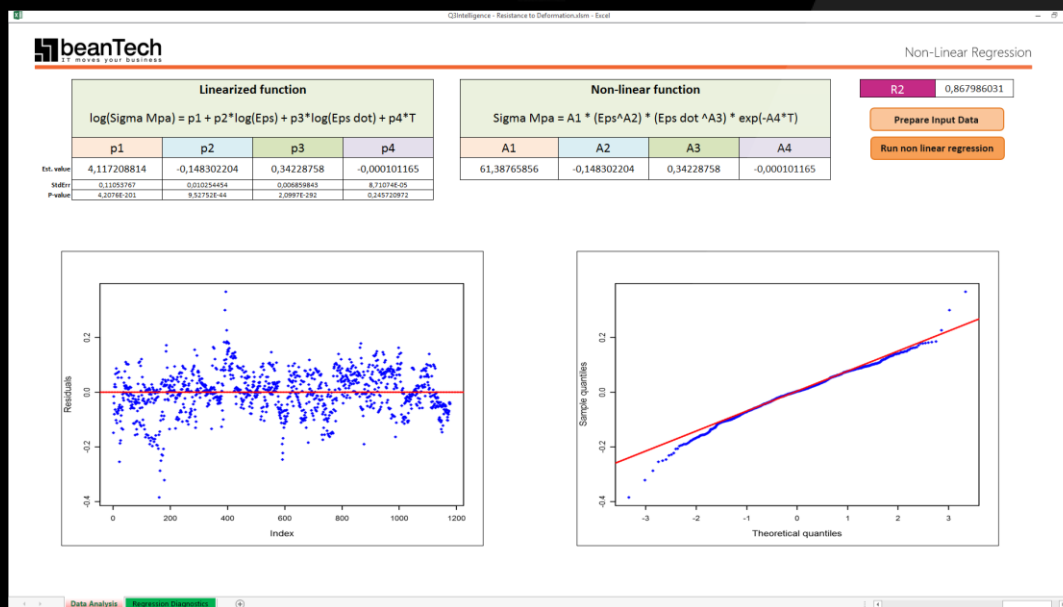 Q3Intelligence - Resistance to Deformation.xlsm - Excel
beanTech
IT moves your business
Non-Linear Regression
Linearized function
log(Sigma Mpa) = p1 + p2*log(Eps) + p3*log(Eps dot) + p4*T
p1 p2 p3 p4
Est. value 4,117208814 -0,148302204 0,34228758 -0,000101165
StdErr 0,11053767 0,010254454 0,006859843 8,71074E-05
P-value 4,2076E-201 9,52752E-44 2,0997E-292 0,245720972
Non-linear function
Sigma Mpa = A1 * (Eps^A2) * (Eps dot ^A3) * exp(-A4*T)
A1 A2 A3 A4
61,38765856 -0,148302204 0,34228758 -0,000101165
R2 0,867986031
Prepare Input Data
Run non linear regression
Residuals
0.2
0.0
-0.2
-0.4
0 200 400 600 800 1000 1200
Index
Sample quantiles
0.2
0.0
-0.2
-0.4
-3 -2 -1 0 1 2 3
Theoretical quantiles
Data Analysis Regression Diagnostics